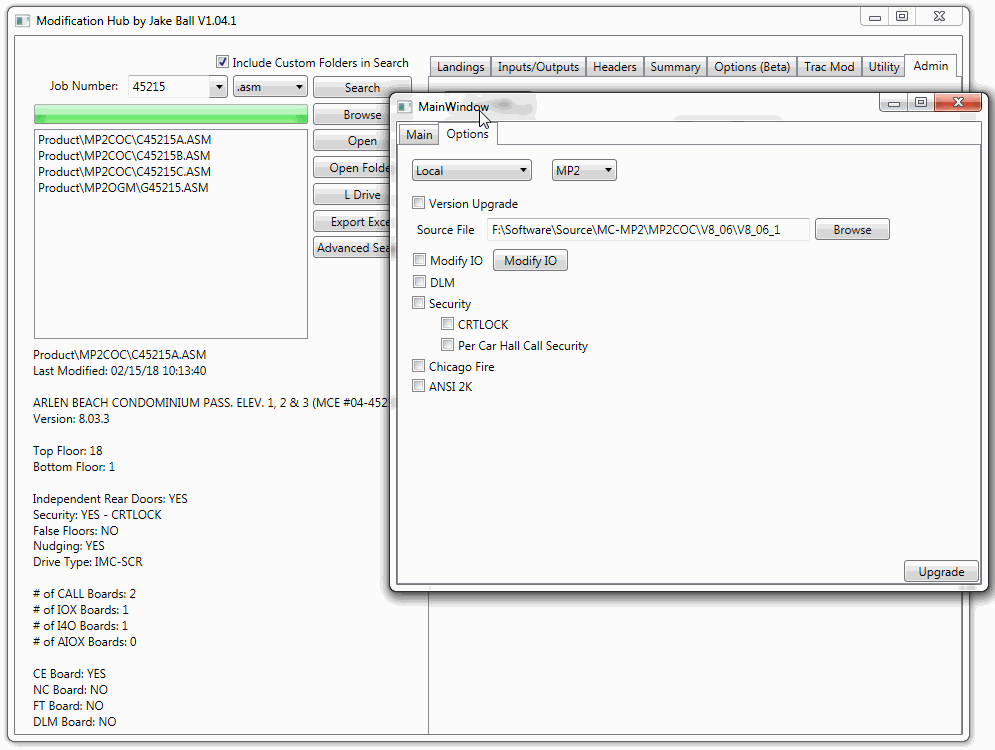 Modification Hub by Jake Ball V1.04.1
Include Custom Folders in Search
Job Number: 45215 .asm Search
Browse
Open
Open Folde
L Drive
Export Exce
Advanced Sea
Product\MP2COC\C45215A.ASM
Product\MP2COC\C45215B.ASM
Product\MP2COC\C45215C.ASM
Product\MP2OGM\G45215.ASM
Product\MP2COC\C45215A.ASM
Last Modified: 02/15/18 10:13:40
ARLEN BEACH CONDOMINIUM PASS. ELEV. 1, 2 & 3 (MCE #04-452
Version: 8.03.3
Top Floor: 18
Bottom Floor: 1
Independent Rear Doors: YES
Security: YES - CRTLOCK
False Floors: NO
Nudging: YES
Drive Type: IMC-SCR
# of CALL Boards: 2
# of IOX Boards: 1
# of I4O Boards: 1
# of AIOX Boards: 0
CE Board: YES
NC Board: NO
FT Board: NO
DLM Board: NO
Landings Inputs/Outputs Headers Summary Options (Beta) Trac Mod Utility Admin
MainWindow
Main Options
Local MP2
Version Upgrade
Source File F:\Software\Source\MC-MP2\MP2COC\V8_06\V8_06_1 Browse
Modify IO Modify IO
DLM
Security
CRTLOCK
Per Car Hall Call Security
Chicago Fire
ANSI 2K
Upgrade